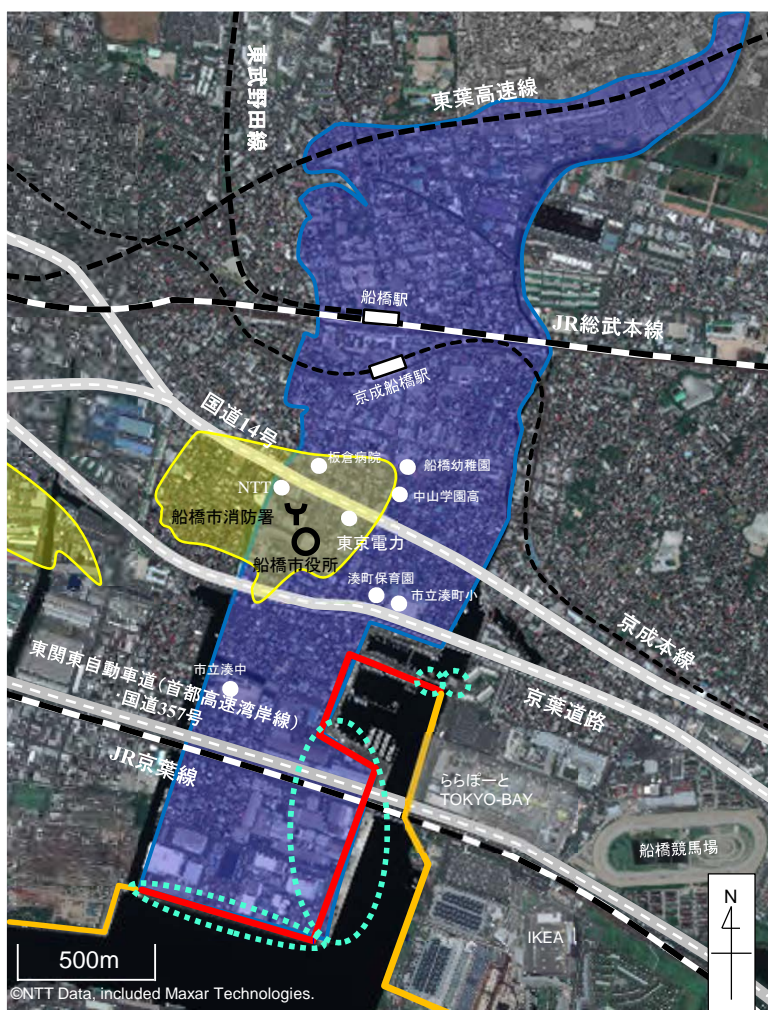 東武野田線
東葉高速線
船橋駅
JR総武本線
京成船橋駅
国道14号
板倉病院
船橋幼稚園
NTT
中山学園高
船橋市消防署
東京電力
船橋市役所
湊町保育園
市立湊町小
京成本線
市立湊中
東関東自動車道(首都高速湾岸線)
・国道357号
京葉道路
JR京葉線
ららぽーと
TOKYO-BAY
船橋競馬場
N
IKEA
500m
©NTT Data, included Maxar Technologies.